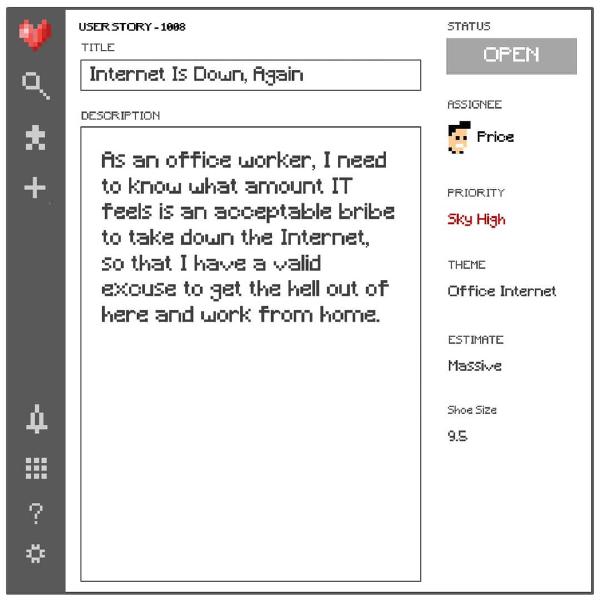 USER STORY - 1008
TITLE
Internet Is Down, Again
DESCRIPTION
As an office worker, I need
to know what amount IT
feels is an acceptable bribe
to take down the Internet,
so that I have a valid
excuse to get the hell out of
here and work from home.
STATUS
OPEN
ASSIGNEE
Price
PRIORITY
Sky High
THEME
Office Internet
ESTIMATE
Massive
Shoe Size
9.5
?